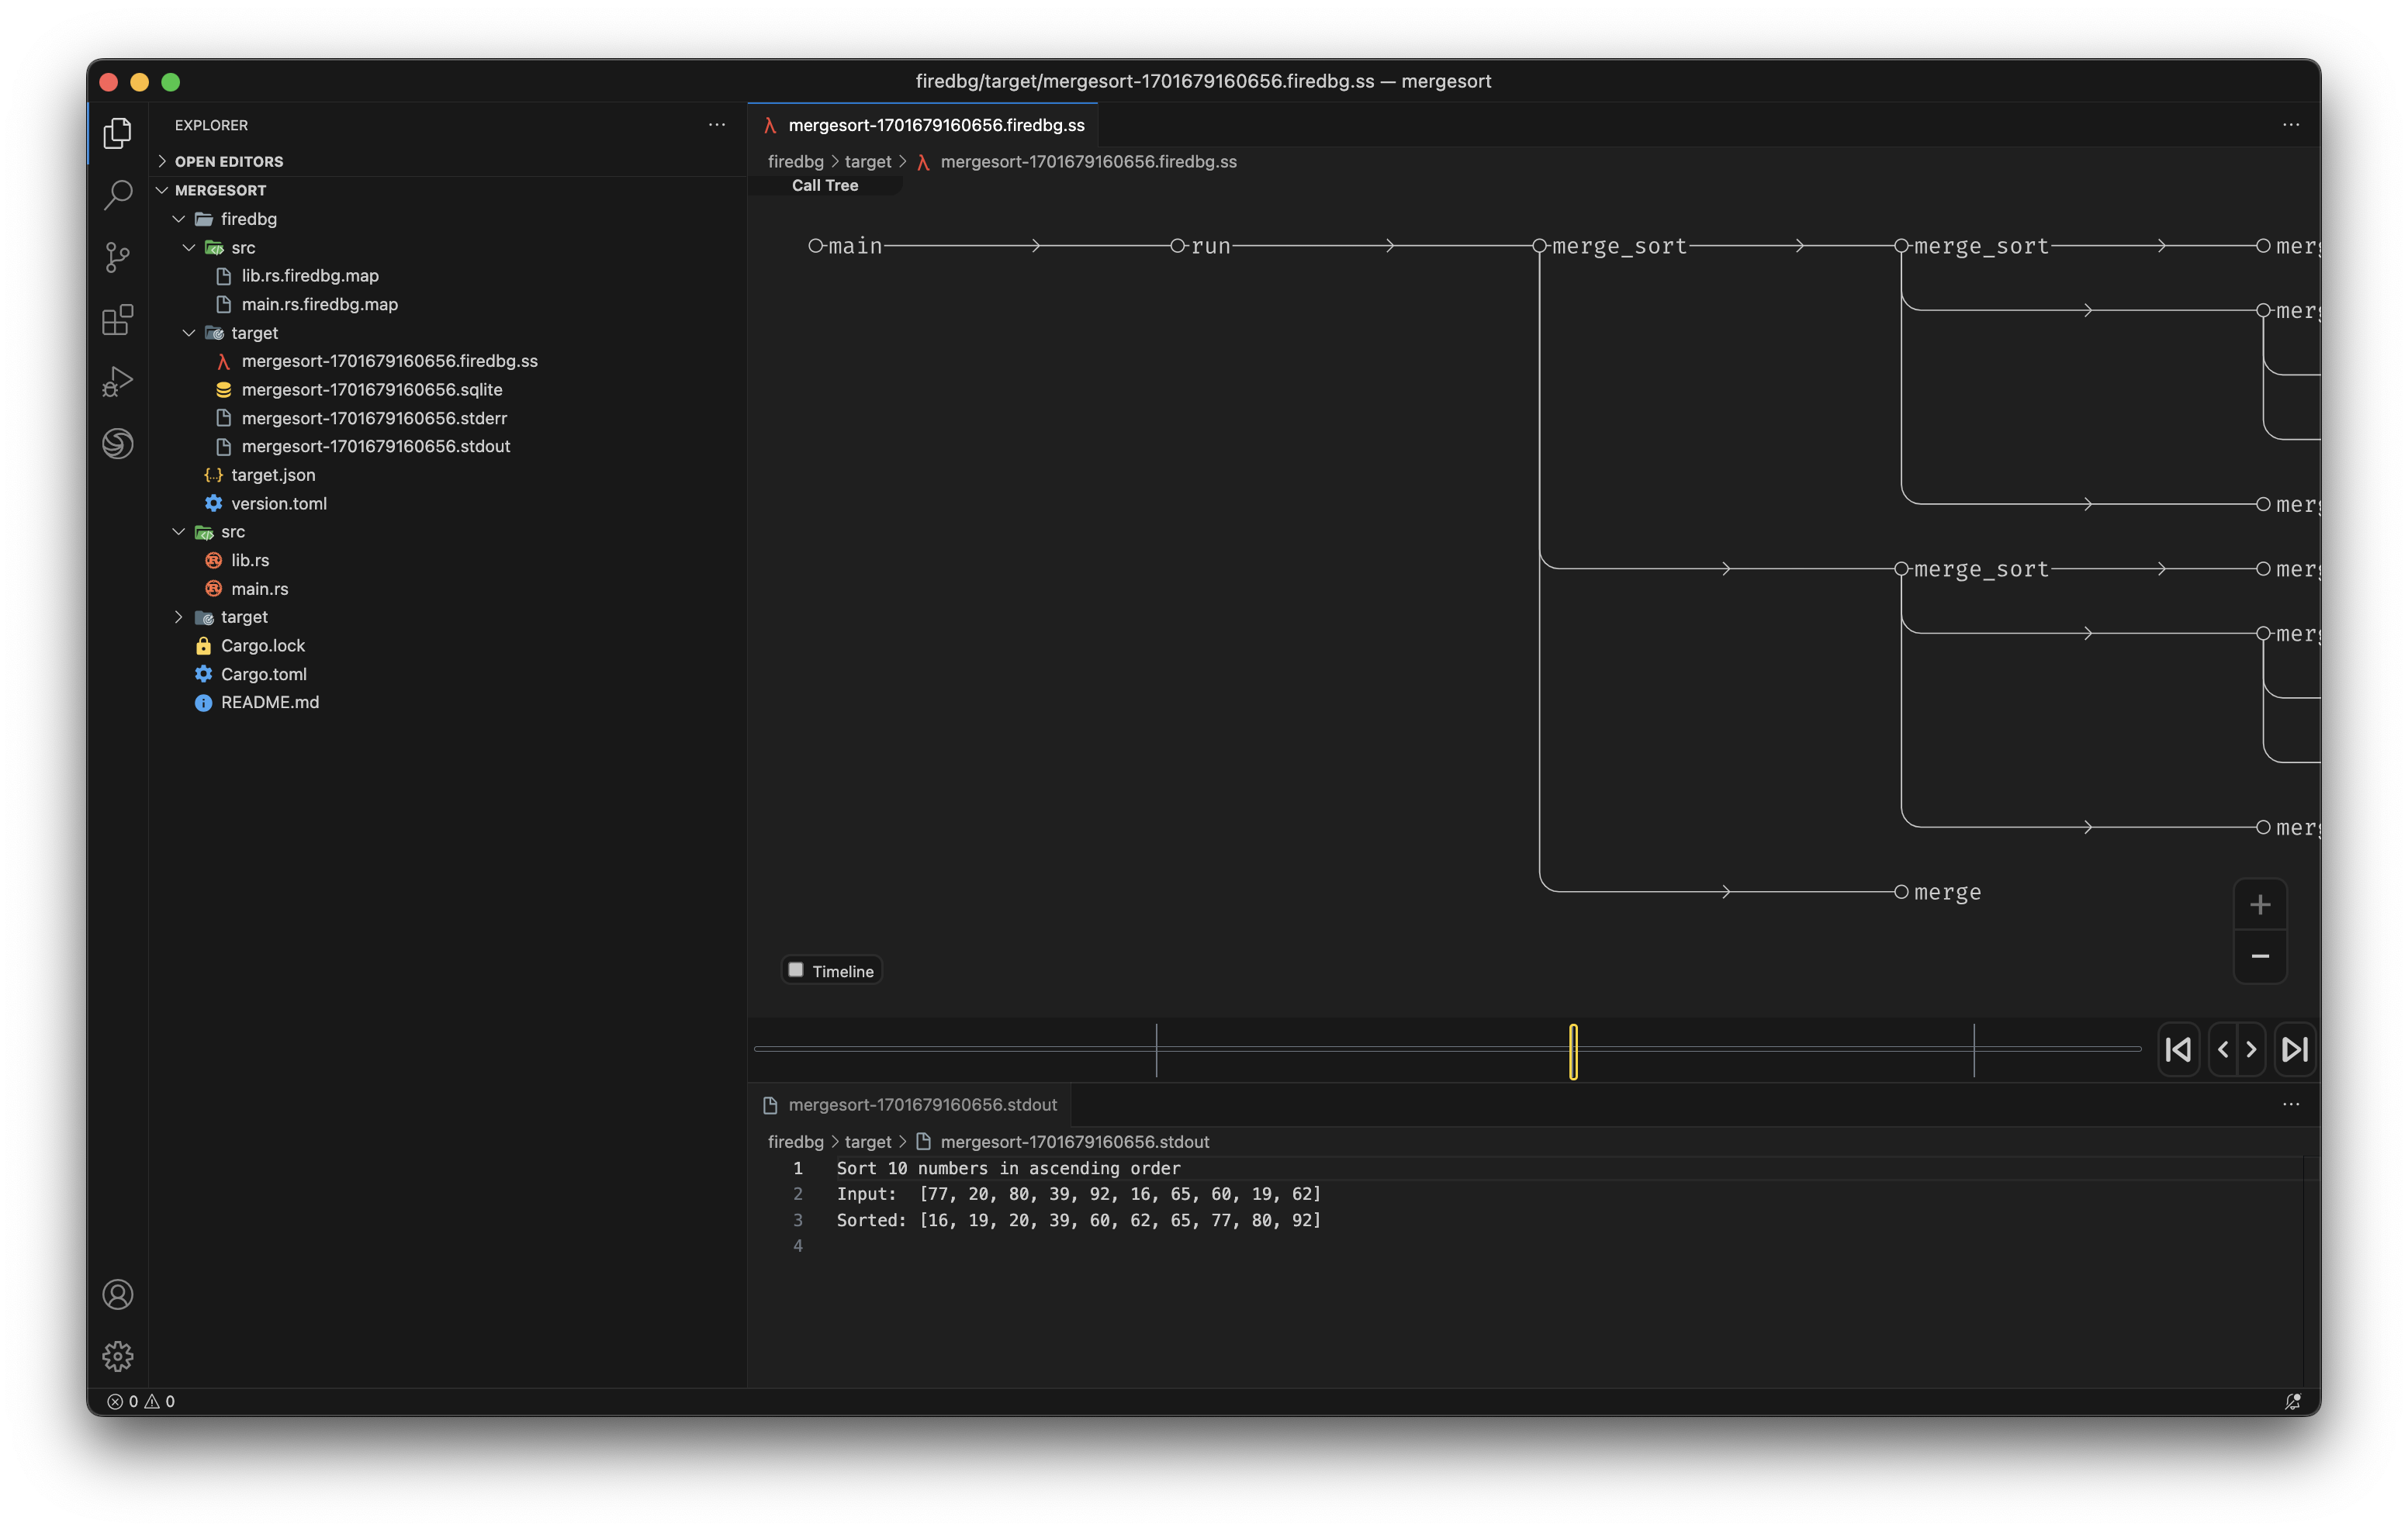 firedbg/target/mergesort-1701679160656.firedbg.ss — mergesort
EXPLORER
OPEN EDITORS
MERGESORT
firedbg
src
lib.rs.firedbg.map
main.rs.firedbg.map
target
mergesort-1701679160656.firedbg.ss
mergesort-1701679160656.sqlite
mergesort-1701679160656.stderr
mergesort-1701679160656.stdout
target.json
version.toml
src
lib.rs
main.rs
target
Cargo.lock
Cargo.toml
README.md
0 0
mergesort-1701679160656.firedbg.ss
firedbg > target > mergesort-1701679160656.firedbg.ss
Call Tree
main run merge_sort merge_sort
merge_sort
merge
Timeline
mergesort-1701679160656.stdout
firedbg > target > mergesort-1701679160656.stdout
1 Sort 10 numbers in ascending order
2 Input: [77, 20, 80, 39, 92, 16, 65, 60, 19, 62]
3 Sorted: [16, 19, 20, 39, 60, 62, 65, 77, 80, 92]
4